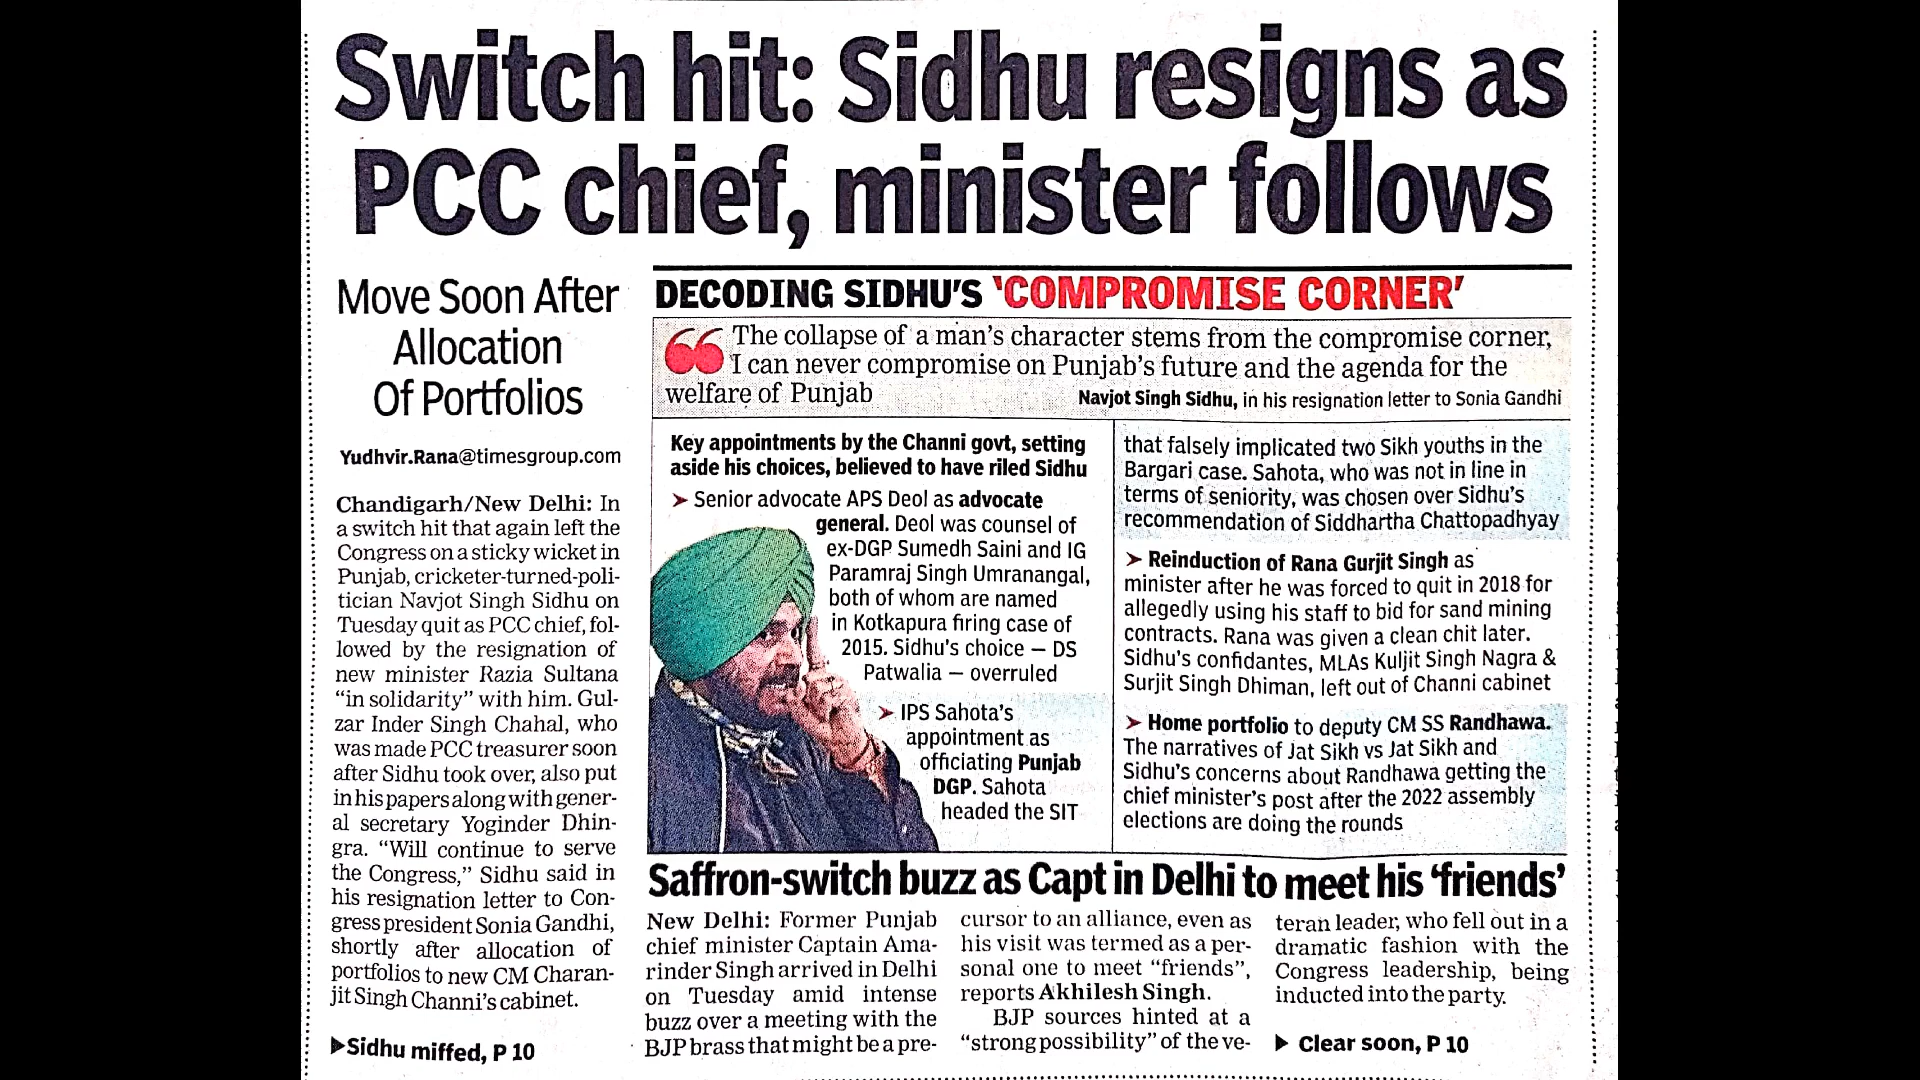 Switch hit: Sidhu resigns as
PCC chief, minister follows
Move Soon After
Allocation
Of Portfolios
Yudhvir.Rana@timesgroup.com
Chandigarh/New Delhi: In
a switch hit that again left the
Congress on a sticky wicket in
Punjab, cricketer-turned-poli-
tician Navjot Singh Sidhu on
Tuesday quit as PCC chief, fol-
lowed by the resignation of
new minister Razia Sultana
“in solidarity” with him. Gul-
zar Inder Singh Chahal, who
was made PCC treasurer soon
after Sidhu took over, also put
in his papers along with gener-
al secretary Yoginder Dhin-
gra. “Will continue to serve
the Congress,” Sidhu said in
his resignation letter to Con-
gress president Sonia Gandhi,
shortly after allocation of
portfolios to new CM Charan-
jit Singh Channi’s cabinet.
▶Sidhu miffed, P 10
DECODING SIDHU’S ‘COMPROMISE CORNER’
“The collapse of a man’s character stems from the compromise corner,
I can never compromise on Punjab’s future and the agenda for the
welfare of Punjab
Navjot Singh Sidhu, in his resignation letter to Sonia Gandhi
Key appointments by the Channi govt, setting
aside his choices, believed to have riled Sidhu
➤ Senior advocate APS Deol as advocate
general. Deol was counsel of
ex-DGP Sumedh Saini and IG
Paramraj Singh Umranangal,
both of whom are named
in Kotkapura firing case of
2015. Sidhu’s choice — DS
Patwalia — overruled
➤ IPS Sahota’s
appointment as
officiating Punjab
DGP. Sahota
headed the SIT
that falsely implicated two Sikh youths in the
Bargari case. Sahota, who was not in line in
terms of seniority, was chosen over Sidhu’s
recommendation of Siddhartha Chattopadhyay
➤ Reinduction of Rana Gurjit Singh as
minister after he was forced to quit in 2018 for
allegedly using his staff to bid for sand mining
contracts. Rana was given a clean chit later.
Sidhu’s confidantes, MLAs Kuljit Singh Nagra &
Surjit Singh Dhiman, left out of Channi cabinet
➤ Home portfolio to deputy CM SS Randhawa.
The narratives of Jat Sikh vs Jat Sikh and
Sidhu’s concerns about Randhawa getting the
chief minister’s post after the 2022 assembly
elections are doing the rounds
Saffron-switch buzz as Capt in Delhi to meet his ‘friends’
New Delhi: Former Punjab
chief minister Captain Ama-
rinder Singh arrived in Delhi
on Tuesday amid intense
buzz over a meeting with the
BJP brass that might be a pre-
cursor to an alliance, even as
his visit was termed as a per-
sonal one to meet “friends”,
reports Akhilesh Singh.
BJP sources hinted at a
“strong possibility” of the ve-
teran leader, who fell out in a
dramatic fashion with the
Congress leadership, being
inducted into the party.
▶ Clear soon, P 10